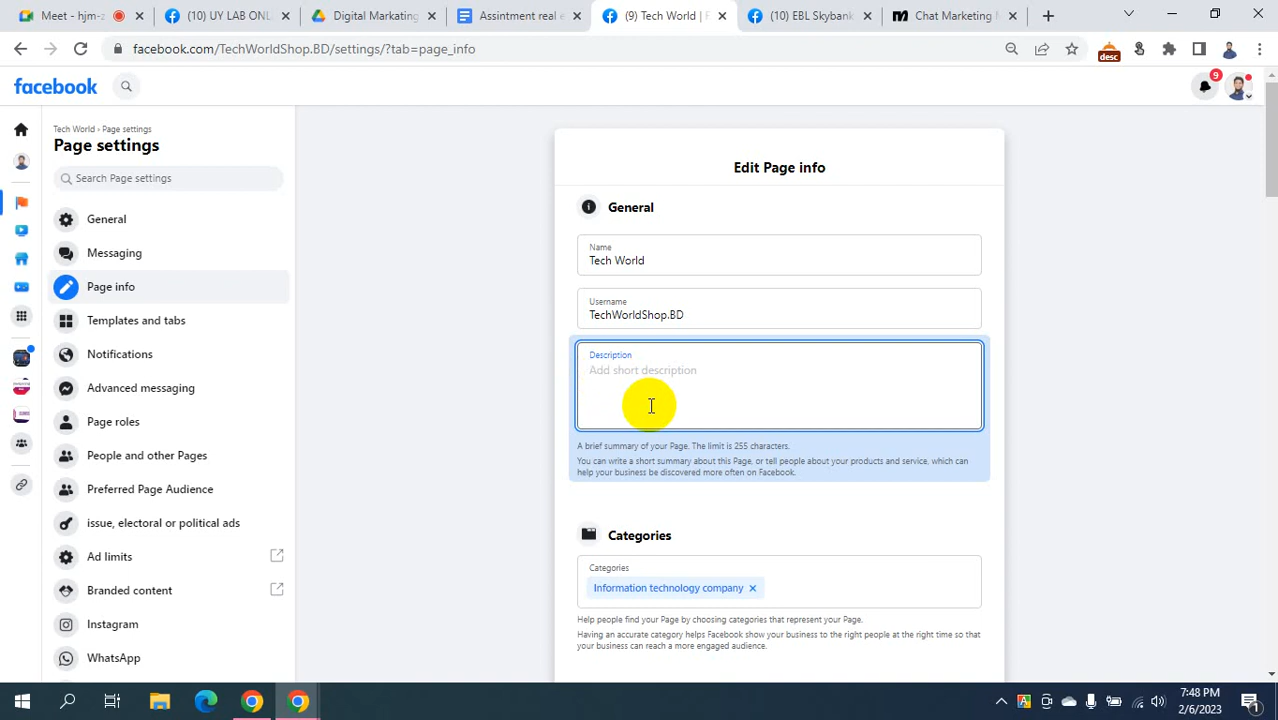 Meet - hjm-z
(10) UY LAB ONL
Digital Marketing
Assintment real e
(9) Tech World | F
(10) EBL Skybank
Chat Marketing M
facebook.com/TechWorldShop.BD/settings/?tab=page_info
desc
facebook
9
Tech World › Page settings
Page settings
Search Page settings
General
Messaging
Page info
Templates and tabs
Notifications
Advanced messaging
Page roles
People and other Pages
Preferred Page Audience
issue, electoral or political ads
Ad limits
Branded content
Instagram
WhatsApp
Edit Page info
General
Name
Tech World
Username
TechWorldShop.BD
Description
Add short description
A brief summary of your Page. The limit is 255 characters.
You can write a short summary about this Page, or tell people about your products and service, which can
help your business be discovered more often on Facebook.
Categories
Categories
Information technology company
Help people find your Page by choosing categories that represent your Page.
Having an accurate category helps Facebook show your business to the right people at the right time so that
your business can reach a more engaged audience.
7:48 PM
2/6/2023
1